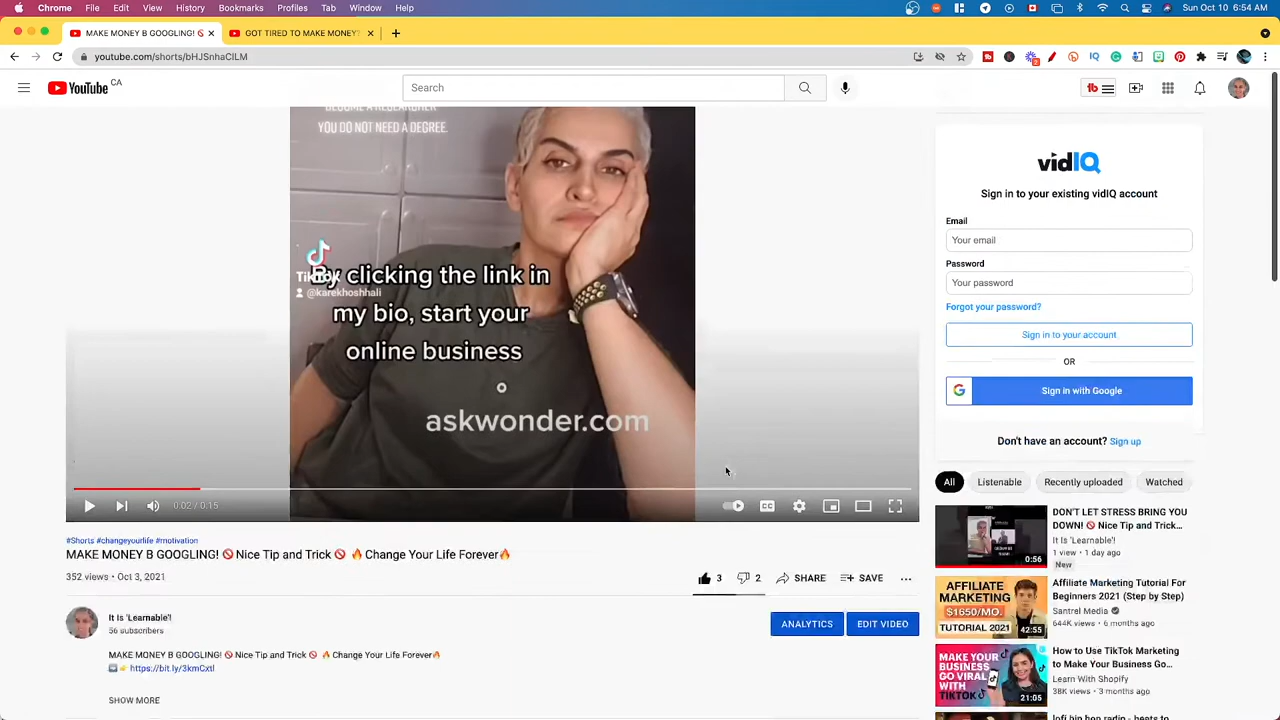 Chrome File Edit View History Bookmarks Profiles Tab Window Help
Sun Oct 10 6:54 AM
MAKE MONEY B GOOGLING!
GOT TIRED TO MAKE MONEY?
youtube.com/shorts/bHJSnhaCILM
YouTube CA
Search
BECOME A RESEARCHER
YOU DO NOT NEED A DEGREE.
TikTok
@karekhoshhali
By clicking the link in
my bio, start your
online business
askwonder.com
0:02 / 0:15
#Shorts #changeyourlife #motivation
MAKE MONEY B GOOGLING! 🚫 Nice Tip and Trick 🚫 🔥 Change Your Life Forever🔥
352 views • Oct 3, 2021
3
2
SHARE
SAVE
It Is 'Learnable'!
56 subscribers
ANALYTICS
EDIT VIDEO
MAKE MONEY B GOOGLING! 🚫 Nice Tip and Trick 🚫 🔥 Change Your Life Forever🔥
https://bit.ly/3kmCxtl
SHOW MORE
vidIQ
Sign in to your existing vidIQ account
Email
Your email
Password
Your password
Forgot your password?
Sign in to your account
OR
Sign in with Google
Don't have an account? Sign up
All
Listenable
Recently uploaded
Watched
DON'T LET STRESS BRING YOU
DOWN! 🚫 Nice Tip and Trick...
It Is 'Learnable'!
1 view • 1 day ago
New
0:56
AFFILIATE
MARKETING
$1650/MO.
TUTORIAL 2021
42:55
Affiliate Marketing Tutorial For
Beginners 2021 (Step by Step)
Santrel Media
644K views • 6 months ago
MAKE YOUR
BUSINESS GO
VIRAL WITH
TIKTOK
21:05
How to Use TikTok Marketing
to Make Your Business Go...
Learn With Shopify
38K views • 3 months ago
lofi hip hop radio - beats to